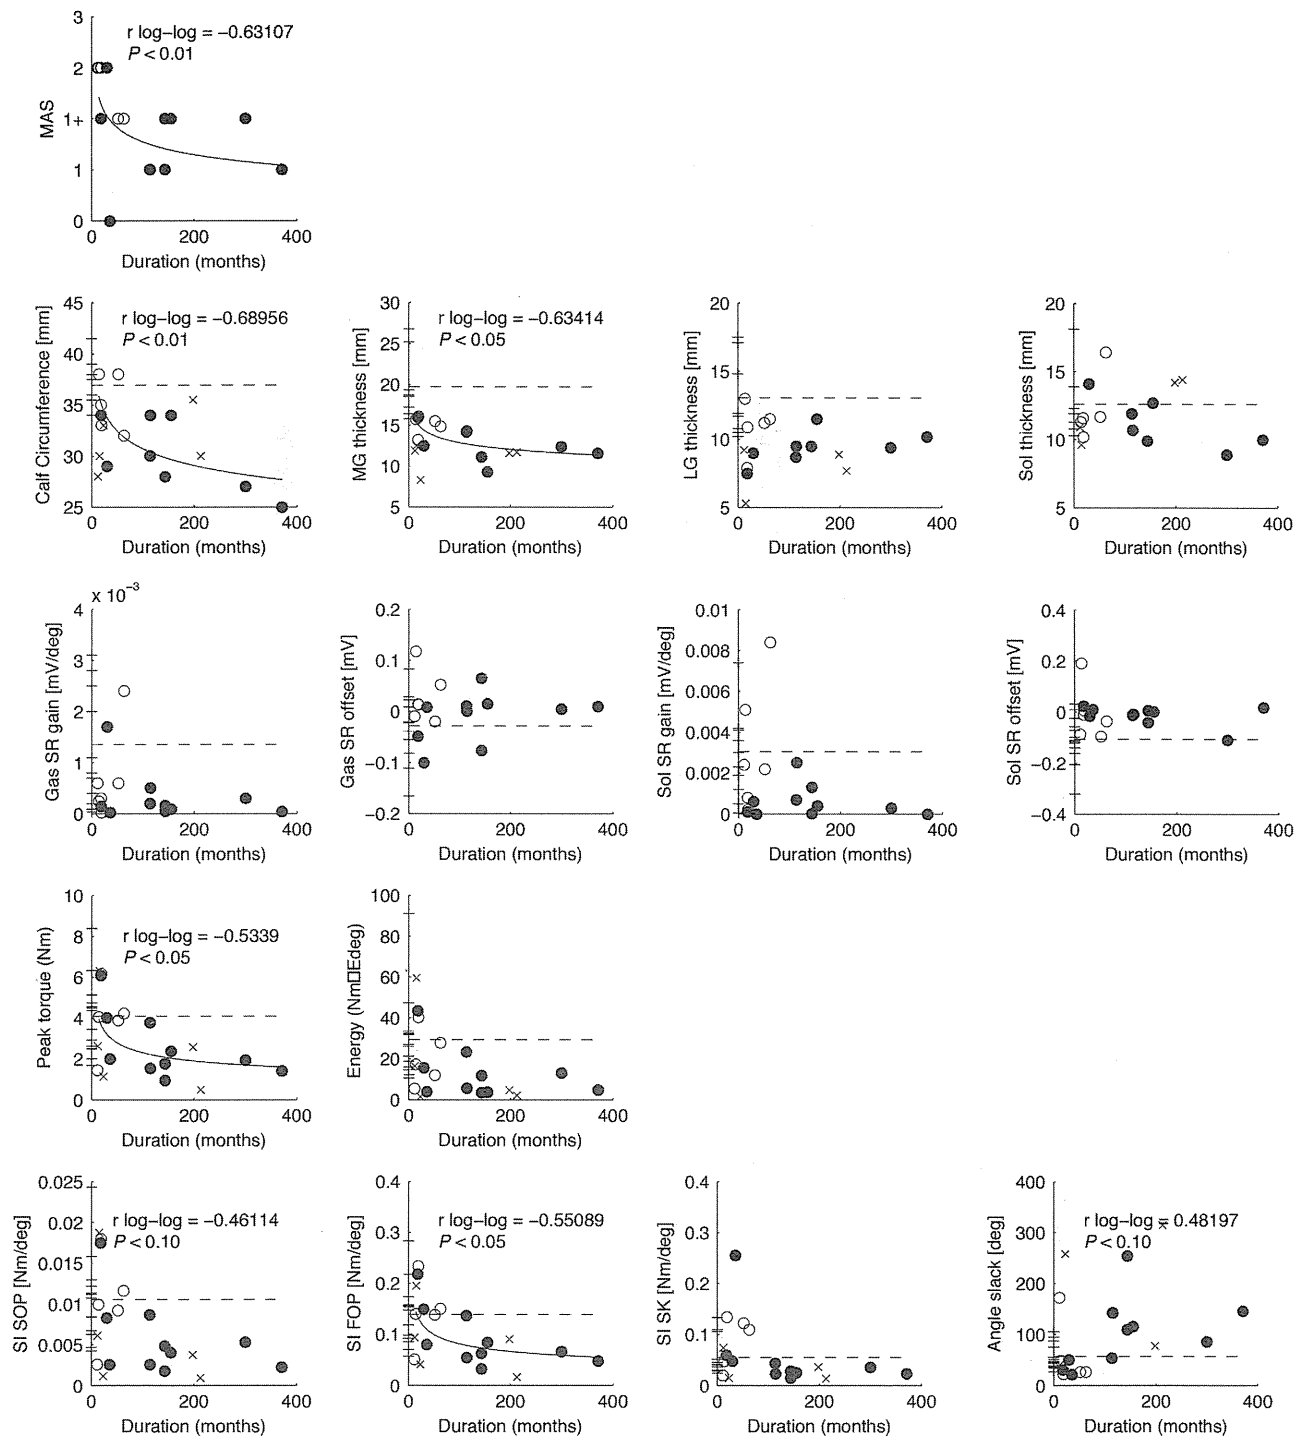 r log–log = –0.63107
P < 0.01
MAS
3
2
1+
1
0
0 200 400
Duration (months)
r log–log = –0.68956
P < 0.01
Calf Circumference [mm]
45
40
35
30
25
0 200 400
Duration (months)
r log–log = –0.63414
P < 0.05
MG thickness [mm]
30
25
20
15
10
5
0 200 400
Duration (months)
LG thickness [mm]
20
15
10
5
0 200 400
Duration (months)
Sol thickness [mm]
20
15
10
5
0 200 400
Duration (months)
x 10⁻³
Gas SR gain [mV/deg]
4
3
2
1
0
0 200 400
Duration (months)
Gas SR offset [mV]
0.2
0.1
0
–0.1
–0.2
0 200 400
Duration (months)
Sol SR gain [mV/deg]
0.01
0.008
0.006
0.004
0.002
0
0 200 400
Duration (months)
Sol SR offset [mV]
0.4
0.2
0
–0.2
–0.4
0 200 400
Duration (months)
r log–log = –0.5339
P < 0.05
Peak torque (Nm)
10
8
6
4
2
0
0 200 400
Duration (months)
Energy (Nm□Edeg)
100
80
60
40
20
0
0 200 400
Duration (months)
r log–log = –0.46114
P < 0.10
SI SOP [Nm/deg]
0.025
0.02
0.015
0.01
0.005
0
0 200 400
Duration (months)
r log–log = –0.55089
P < 0.05
SI FOP [Nm/deg]
0.4
0.3
0.2
0.1
0
0 200 400
Duration (months)
SI SK [Nm/deg]
0.4
0.3
0.2
0.1
0
0 200 400
Duration (months)
r log–log = 0.48197
P < 0.10
Angle slack [deg]
400
300
200
100
0
0 200 400
Duration (months)